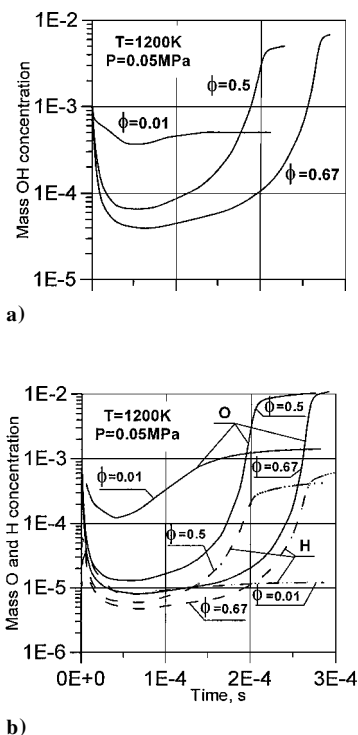 1E-2
T=1200K
P=0.05MPa
ϕ=0.5
1E-3
ϕ=0.01
Mass OH concentration
ϕ=0.67
1E-4
1E-5
a)
1E-2
T=1200K
P=0.05MPa
O
ϕ=0.5
1E-3
ϕ=0.01
ϕ=0.67
Mass O and H concentration
1E-4
ϕ=0.5
H
1E-5
ϕ=0.67
ϕ=0.01
1E-6
0E+0 1E-4 2E-4 3E-4
Time, s
b)